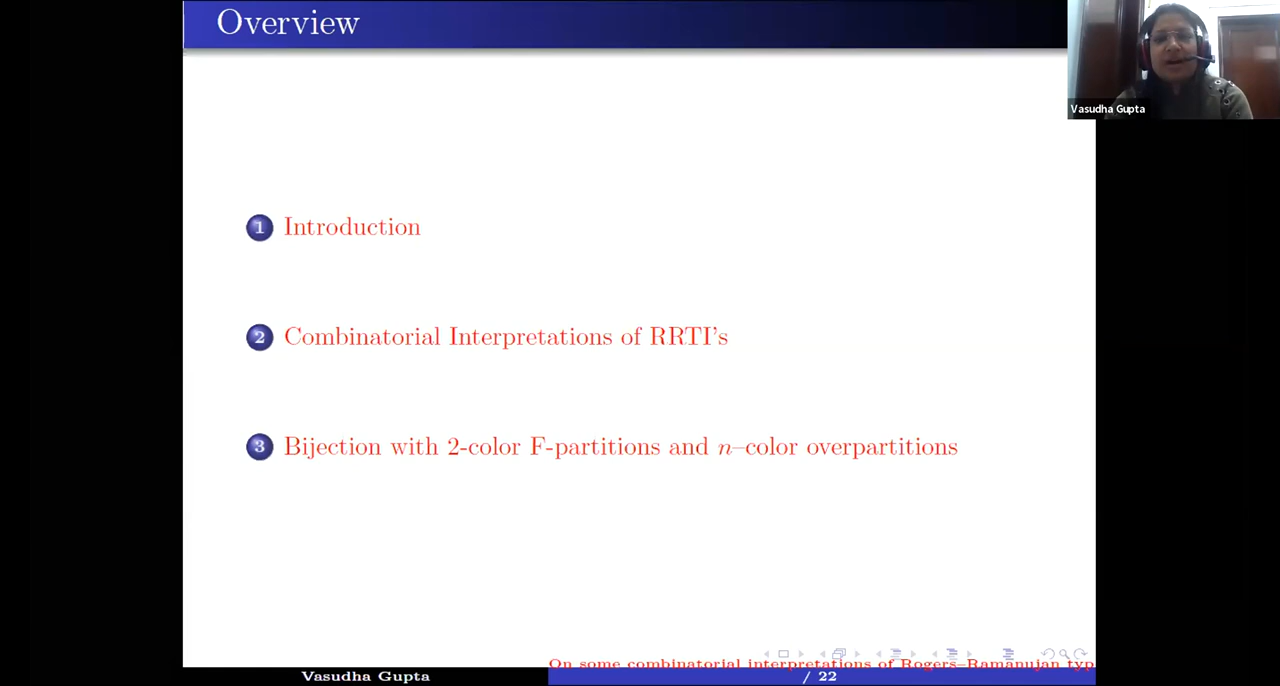 Overview
Vasudha Gupta
1 Introduction
2 Combinatorial Interpretations of RRTI's
3 Bijection with 2-color F-partitions and n–color overpartitions
On some combinatorial interpretations of Rogers–Ramanujan typ
Vasudha Gupta
/ 22